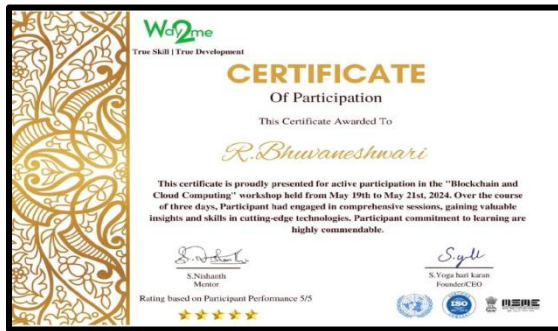 Way2me
True Skill | True Development
CERTIFICATE
Of Participation
This Certificate Awarded To
R.Bhuvaneshwari
This certificate is proudly presented for active participation in the "Blockchain and
Cloud Computing" workshop held from May 19th to May 21st, 2024. Over the course
of three days, Participant had engaged in comprehensive sessions, gaining valuable
insights and skills in cutting-edge technologies. Participant commitment to learning are
highly commendable.
S.Nishanth
Mentor
S.Yoga hari karan
Founder/CEO
Rating based on Participant Performance 5/5
ISO
MSME